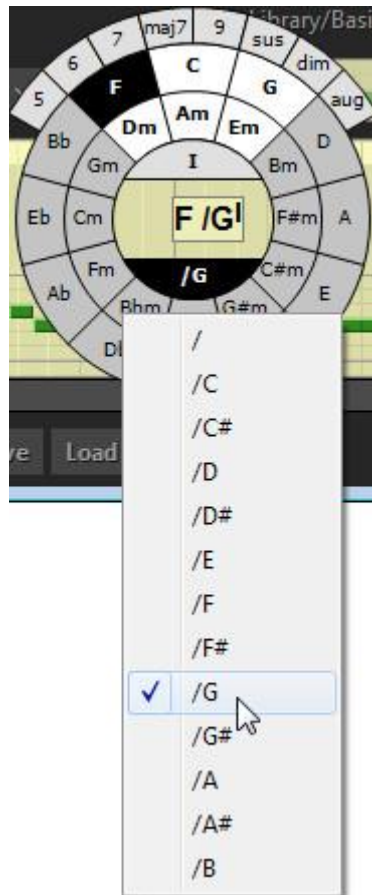 Library/Basi
5 6 7 maj7 9 sus dim aug
F C G
Bb Dm Am Em D
Gm I Bm
Eb Cm F /G I F#m A
Fm /G C#m
Ab Bbm G#m E
/
/C
Load
/C#
/D
/D#
/E
/F
/F#
/G
/G#
/A
/A#
/B